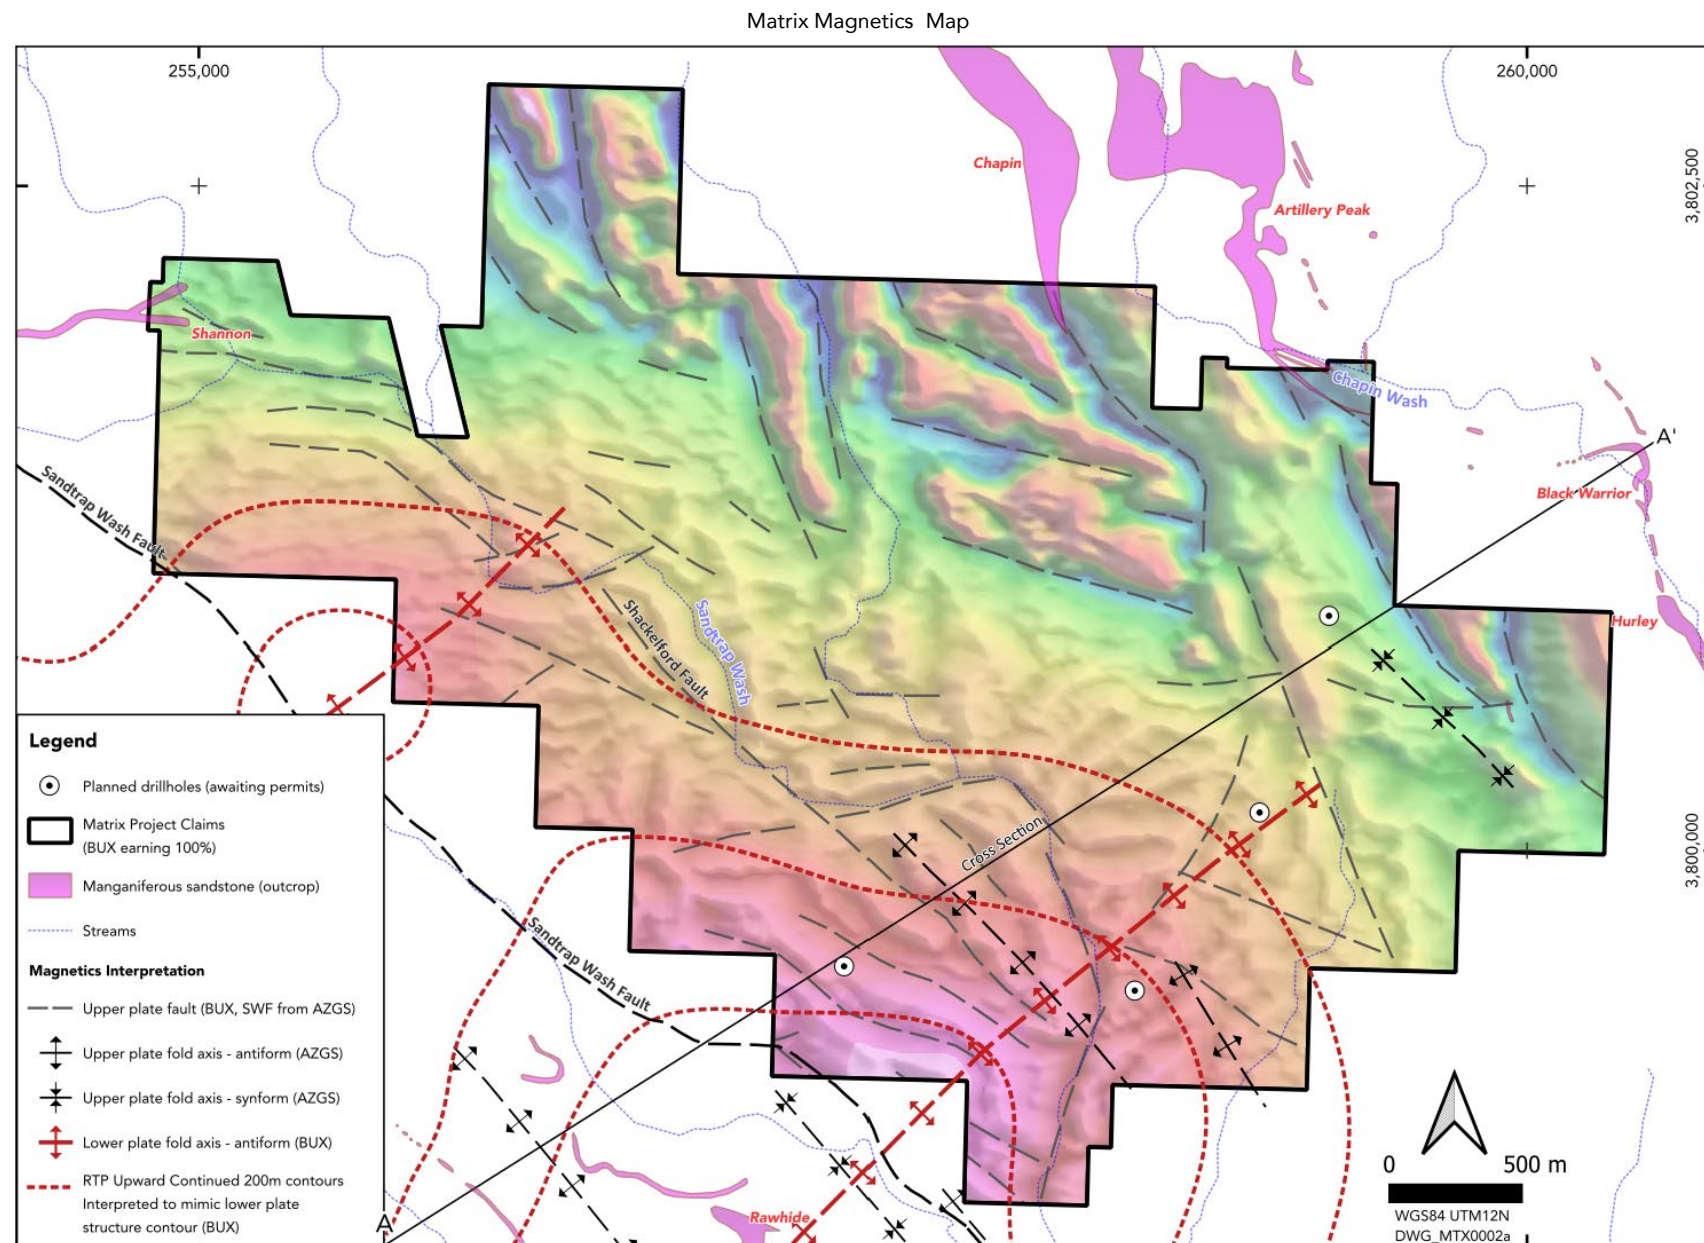 Matrix Magnetics  Map
255,000
260,000
3,802,500
Chapin
Artillery Peak
Shannon
Chapin Wash
A'
Sandtrap Wash Fault
Black Warrior
Shackelford Fault
Sandtrap Wash
Hurley
Cross Section
3,800,000
Sandtrap Wash Fault
Legend
Planned drillholes (awaiting permits)
Matrix Project Claims
(BUX earning 100%)
Manganiferous sandstone (outcrop)
Streams
Magnetics Interpretation
Upper plate fault (BUX, SWF from AZGS)
Upper plate fold axis - antiform (AZGS)
Upper plate fold axis - synform (AZGS)
Lower plate fold axis - antiform (BUX)
RTP Upward Continued 200m contours
Interpreted to mimic lower plate
structure contour (BUX)
A
Rawhide
0 500 m
WGS84 UTM12N
DWG_MTX0002a